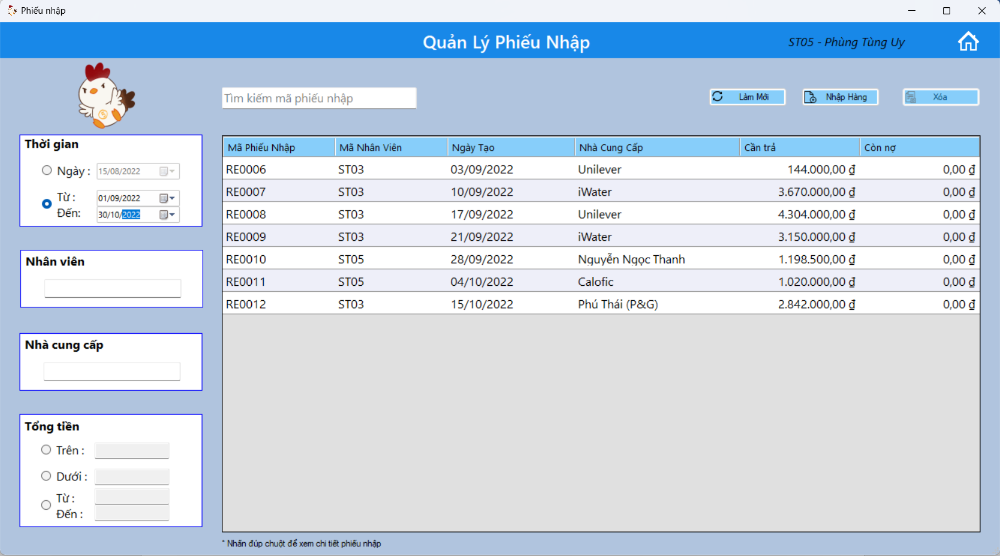 Phiếu nhập
Quản Lý Phiếu Nhập
ST05 - Phùng Tùng Uy
Tìm kiếm mã phiếu nhập
Làm Mới
Nhập Hàng
Xóa
Thời gian
Ngày : 15/08/2022
Từ : 01/09/2022
Đến: 30/10/2022
Nhân viên
Nhà cung cấp
Tổng tiền
Trên :
Dưới :
Từ :
Đến :
Mã Phiếu Nhập Mã Nhân Viên Ngày Tạo Nhà Cung Cấp Cần trả Còn nợ
RE0006 ST03 03/09/2022 Unilever 144.000,00 ₫ 0,00 ₫
RE0007 ST03 10/09/2022 iWater 3.670.000,00 ₫ 0,00 ₫
RE0008 ST03 17/09/2022 Unilever 4.304.000,00 ₫ 0,00 ₫
RE0009 ST03 21/09/2022 iWater 3.150.000,00 ₫ 0,00 ₫
RE0010 ST05 28/09/2022 Nguyễn Ngọc Thanh 1.198.500,00 ₫ 0,00 ₫
RE0011 ST05 04/10/2022 Calofic 1.020.000,00 ₫ 0,00 ₫
RE0012 ST03 15/10/2022 Phú Thái (P&G) 2.842.000,00 ₫ 0,00 ₫
* Nhấn đúp chuột để xem chi tiết phiếu nhập